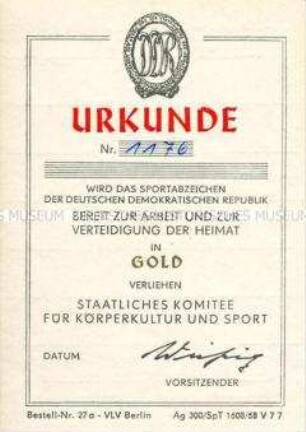 DDR
URKUNDE
Nr. 1176
WIRD DAS SPORTABZEICHEN
DER DEUTSCHEN DEMOKRATISCHEN REPUBLIK
BEREIT ZUR ARBEIT UND ZUR
VERTEIDIGUNG DER HEIMAT
IN
GOLD
VERLIEHEN
STAATLICHES KOMITEE
FÜR KÖRPERKULTUR UND SPORT
DATUM
VORSITZENDER
Bestell-Nr. 27a - VLV Berlin Ag 300/SpT 1608/68 V 7 7